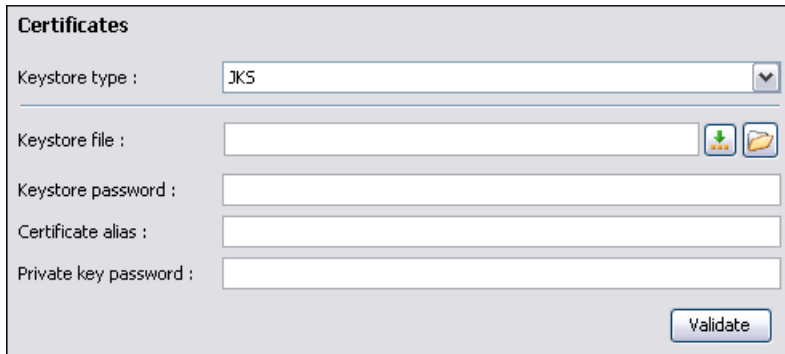 Certificates
Keystore type : JKS
Keystore file :
Keystore password :
Certificate alias :
Private key password :
Validate